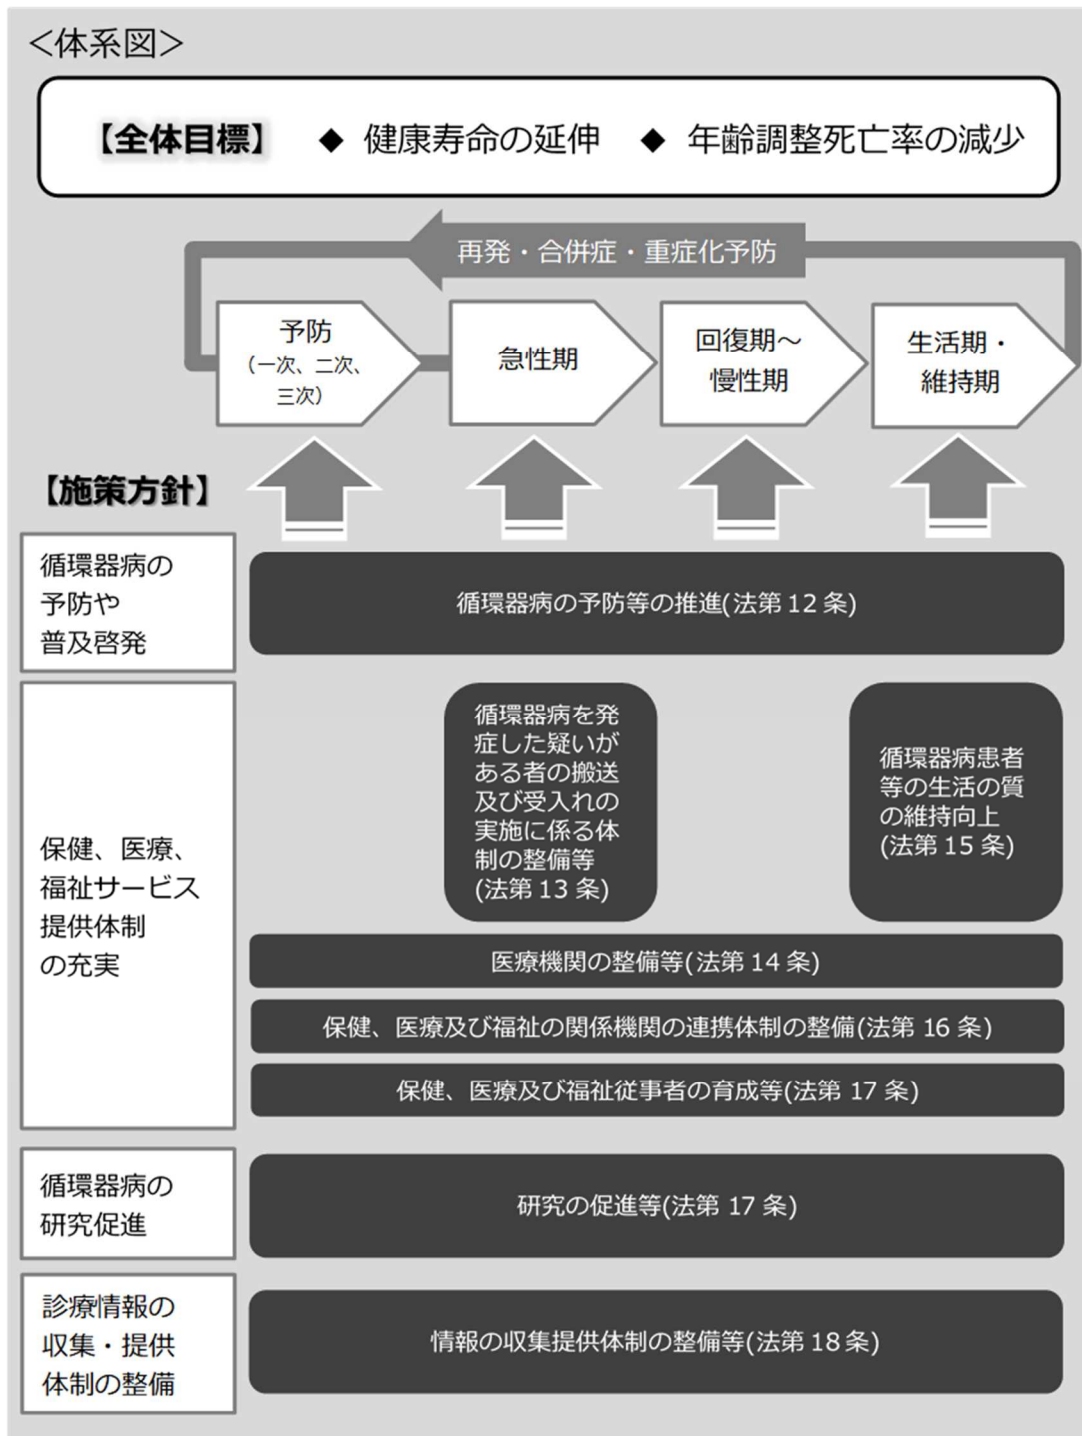 <体系図>
【全体目標】 ◆ 健康寿命の延伸 ◆ 年齢調整死亡率の減少
再発・合併症・重症化予防
予防
(一次、二次、
三次)
急性期
回復期~
慢性期
生活期・
維持期
【施策方針】
循環器病の
予防や
普及啓発
循環器病の予防等の推進(法第 12 条)
保健、医療、
福祉サービス
提供体制
の充実
循環器病を発
症した疑いが
ある者の搬送
及び受入れの
実施に係る体
制の整備等
(法第 13 条)
循環器病患者
等の生活の質
の維持向上
(法第 15 条)
医療機関の整備等(法第 14 条)
保健、医療及び福祉の関係機関の連携体制の整備(法第 16 条)
保健、医療及び福祉従事者の育成等(法第 17 条)
循環器病の
研究促進
研究の促進等(法第 17 条)
診療情報の
収集・提供
体制の整備
情報の収集提供体制の整備等(法第 18 条)